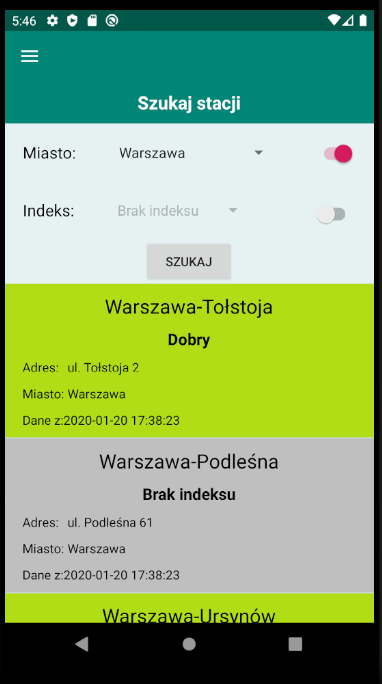 5:46
Szukaj stacji
Miasto: Warszawa
Indeks: Brak indeksu
SZUKAJ
Warszawa-Tołstoja
Dobry
Adres: ul. Tołstoja 2
Miasto: Warszawa
Dane z:2020-01-20 17:38:23
Warszawa-Podleśna
Brak indeksu
Adres: ul. Podleśna 61
Miasto: Warszawa
Dane z:2020-01-20 17:38:23
Warszawa-Ursynów